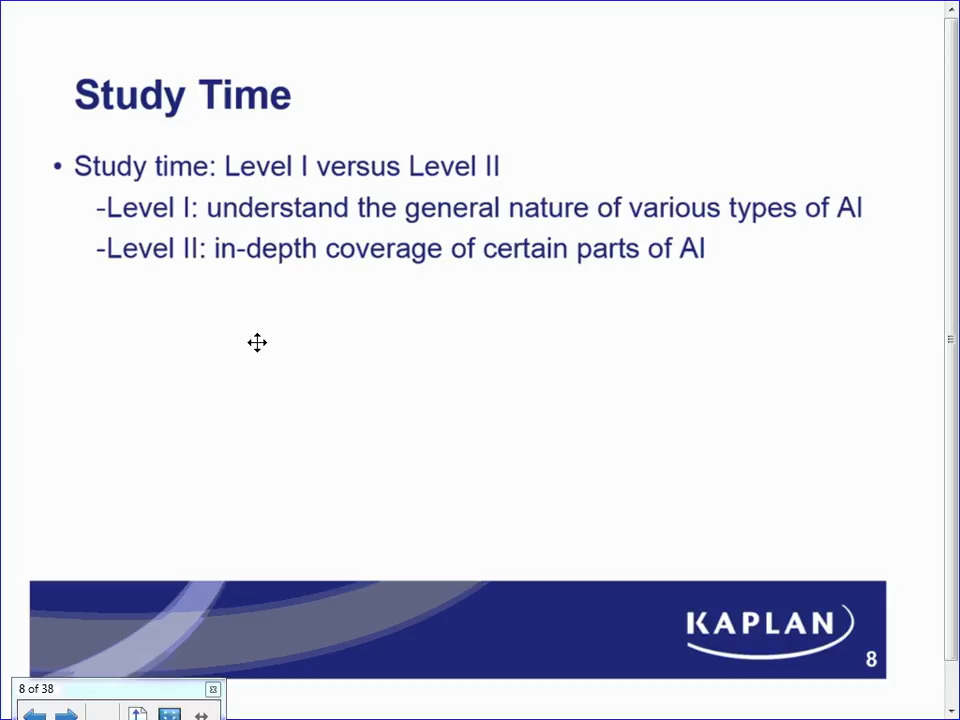 Study Time
• Study time: Level I versus Level II
-Level I: understand the general nature of various types of AI
-Level II: in-depth coverage of certain parts of AI
KAPLAN
8
8 of 38